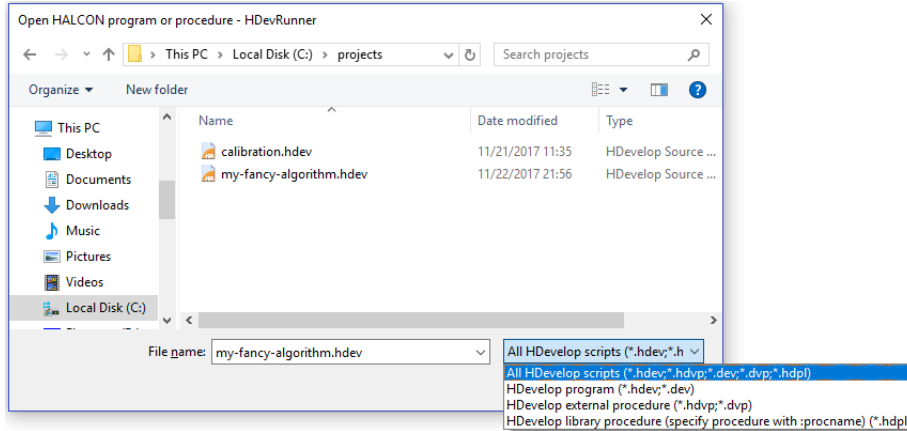 Open HALCON program or procedure - HDevRunner
This PC > Local Disk (C:) > projects
Search projects
Organize
New folder
Name
Date modified
Type
This PC
Desktop
Documents
Downloads
Music
Pictures
Videos
Local Disk (C:)
calibration.hdev 11/21/2017 11:35 HDevelop Source ...
my-fancy-algorithm.hdev 11/22/2017 21:56 HDevelop Source ...
File name: my-fancy-algorithm.hdev
All HDevelop scripts (*.hdev;*.h
All HDevelop scripts (*.hdev;*.hdvp;*.dev;*.dvp;*.hdpl)
HDevelop program (*.hdev;*.dev)
HDevelop external procedure (*.hdvp;*.dvp)
HDevelop library procedure (specify procedure with :procname) (*.hdpl